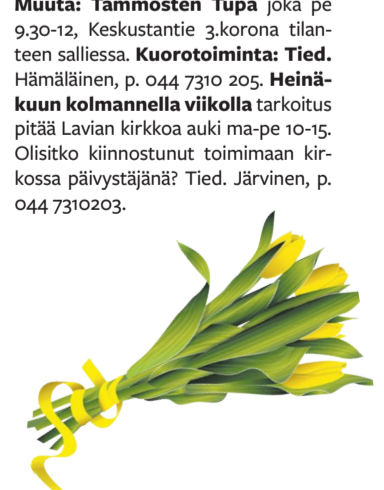 Muuta: Tammosten Tupa joka pe
9.30-12, Keskustantie 3.korona tilan-
teen salliessa. Kuorotoiminta: Tied.
Hämäläinen, p. 044 7310 205. Heinä-
kuun kolmannella viikolla tarkoitus
pitää Lavian kirkkoa auki ma-pe 10-15.
Olisitko kiinnostunut toimimaan kir-
kossa päivystäjänä? Tied. Järvinen, p.
044 7310203.